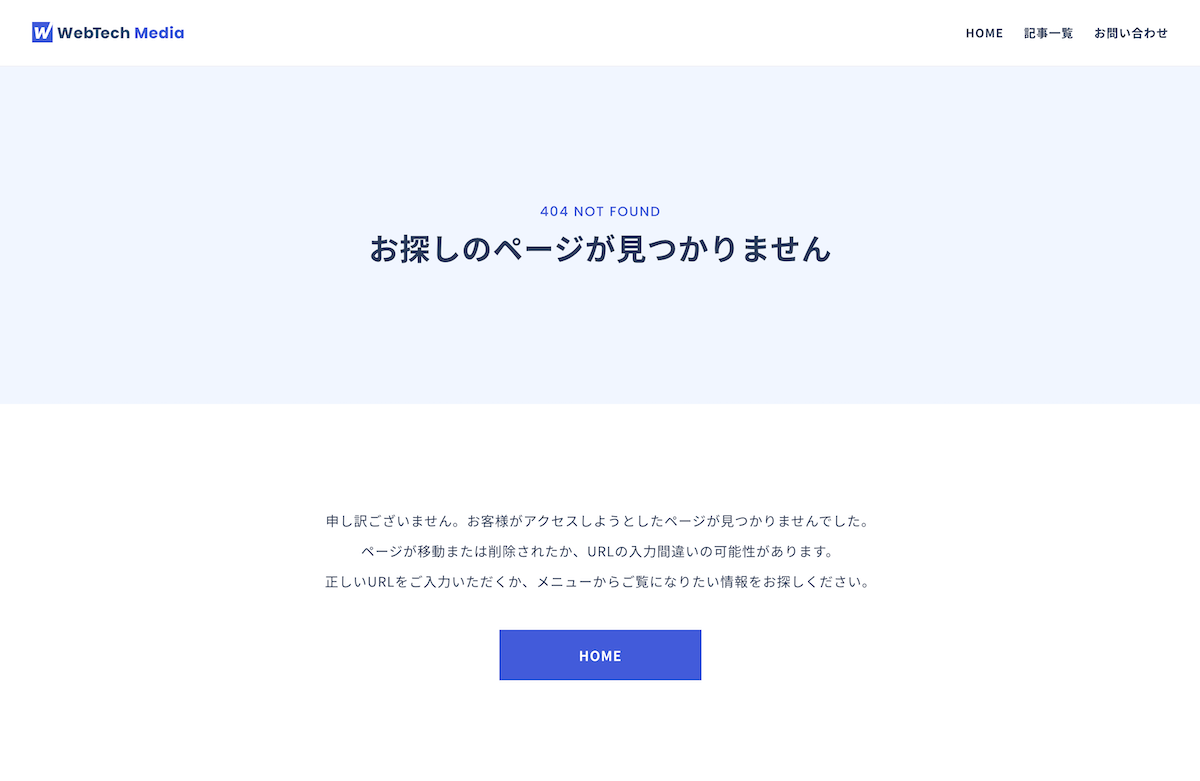 W WebTech Media
HOME 記事一覧 お問い合わせ
404 NOT FOUND
お探しのページが見つかりません
申し訳ございません。お客様がアクセスしようとしたページが見つかりませんでした。
ページが移動または削除されたか、URLの入力間違いの可能性があります。
正しいURLをご入力いただくか、メニューからご覧になりたい情報をお探しください。
HOME